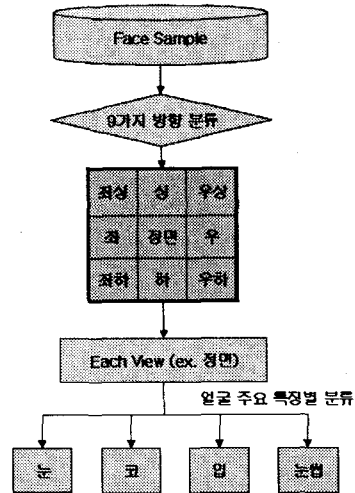 Face Sample
9가지 방향 분류
좌상 상 우상
좌 정면 우
좌하 하 우하
Each View (ex. 정면)
얼굴 주요 특징별 분류
눈 코 입 눈썹